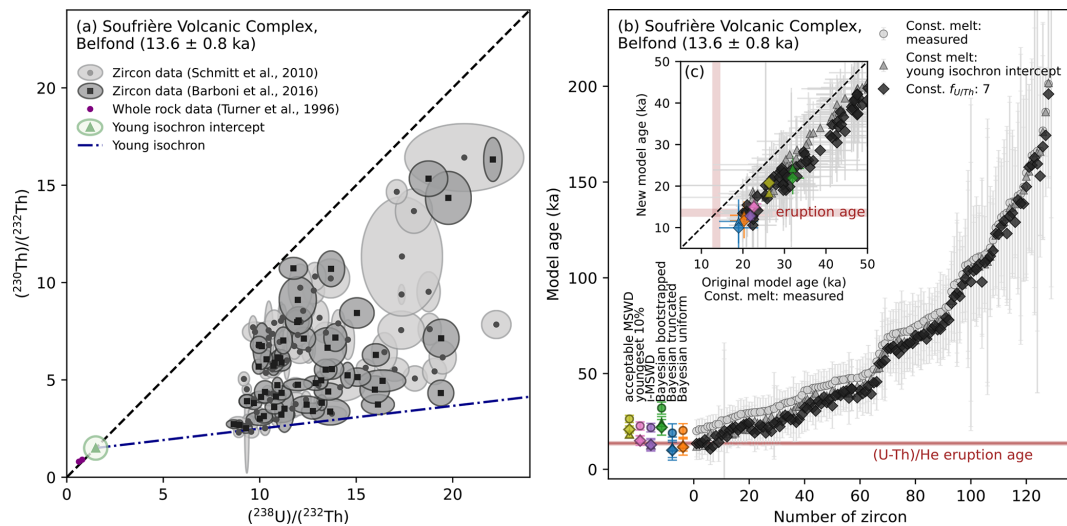 (a) Soufrière Volcanic Complex,
Belfond (13.6 ± 0.8 ka)
Zircon data (Schmitt et al., 2010)
Zircon data (Barboni et al., 2016)
Whole rock data (Turner et al., 1996)
Young isochron intercept
Young isochron
20
15
10
5
0
(²³⁰Th)/(²³²Th)
0
5
10
15
20
(²³⁸U)/(²³²Th)
(b) Soufrière Volcanic Complex,
Belfond (13.6 ± 0.8 ka)
Const. melt:
measured
Const melt:
young isochron intercept
Const. fU/Th: 7
(c)
50
40
30
20
10
New model age (ka)
eruption age
10
20
30
40
50
Original model age (ka)
Const. melt: measured
200
150
100
50
0
Model age (ka)
acceptable MSWD
youngeset 10%
I-MSWD
Bayesian bootstrapped
Bayesian truncated
Bayesian uniform
(U-Th)/He eruption age
0
20
40
60
80
100
120
Number of zircon